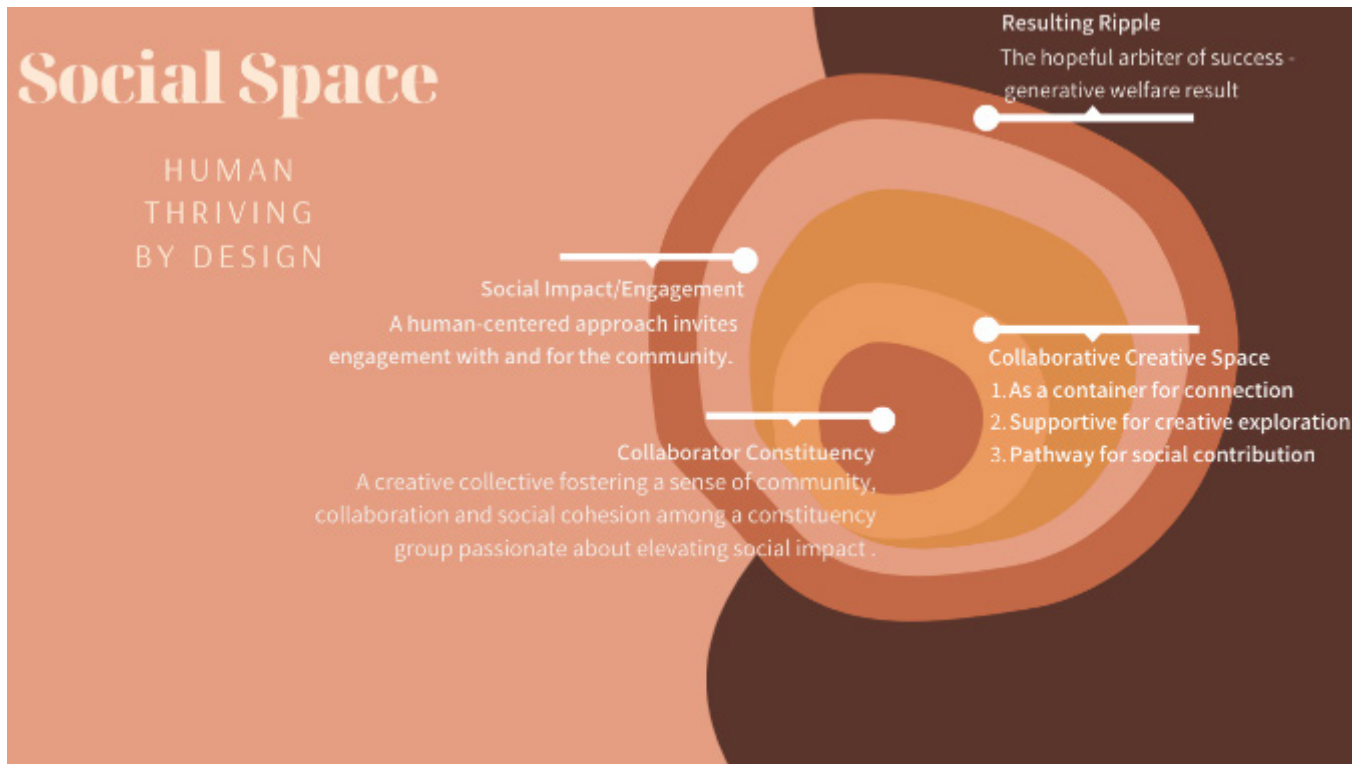 Social Space
HUMAN
THRIVING
BY DESIGN
Resulting Ripple
The hopeful arbiter of success -
generative welfare result
Social Impact/Engagement
A human-centered approach invites
engagement with and for the community.
Collaborative Creative Space
1. As a container for connection
2. Supportive for creative exploration
3. Pathway for social contribution
Collaborator Constituency
A creative collective fostering a sense of community,
collaboration and social cohesion among a constituency
group passionate about elevating social impact .